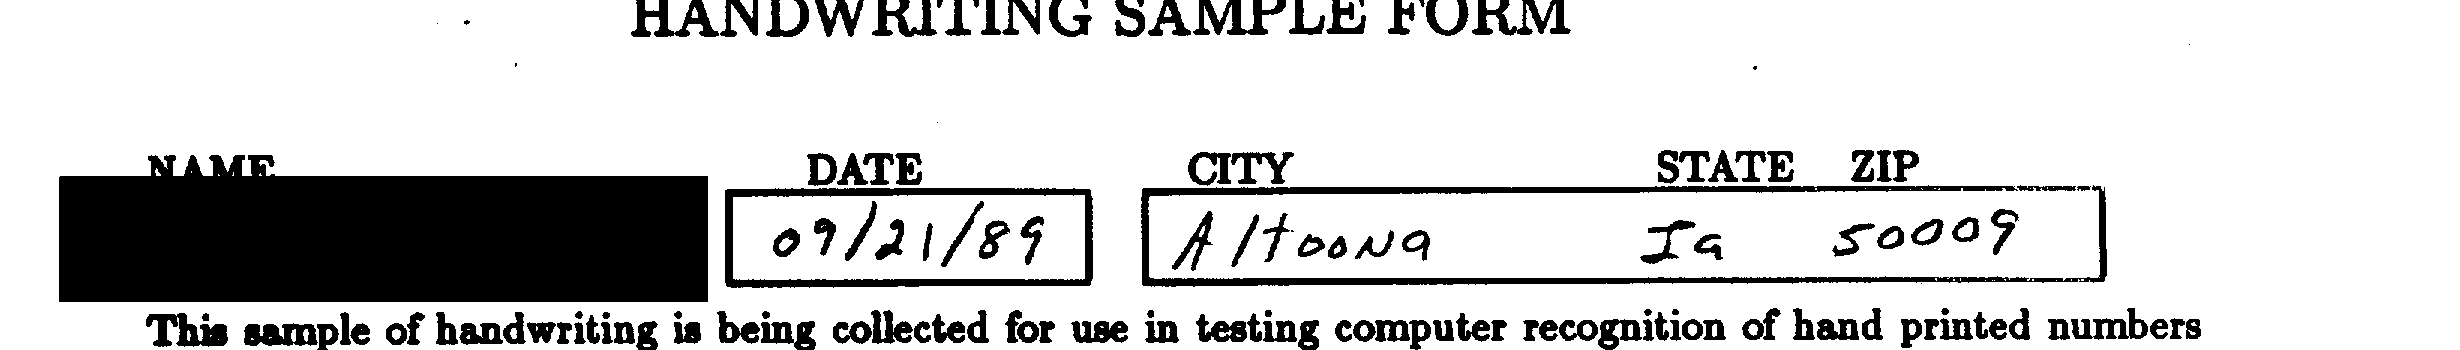 HANDWRITING SAMPLE FORM
NAME DATE CITY STATE ZIP
09/21/89 Altoona Ia 50009
This sample of handwriting is being collected for use in testing computer recognition of hand printed numbers